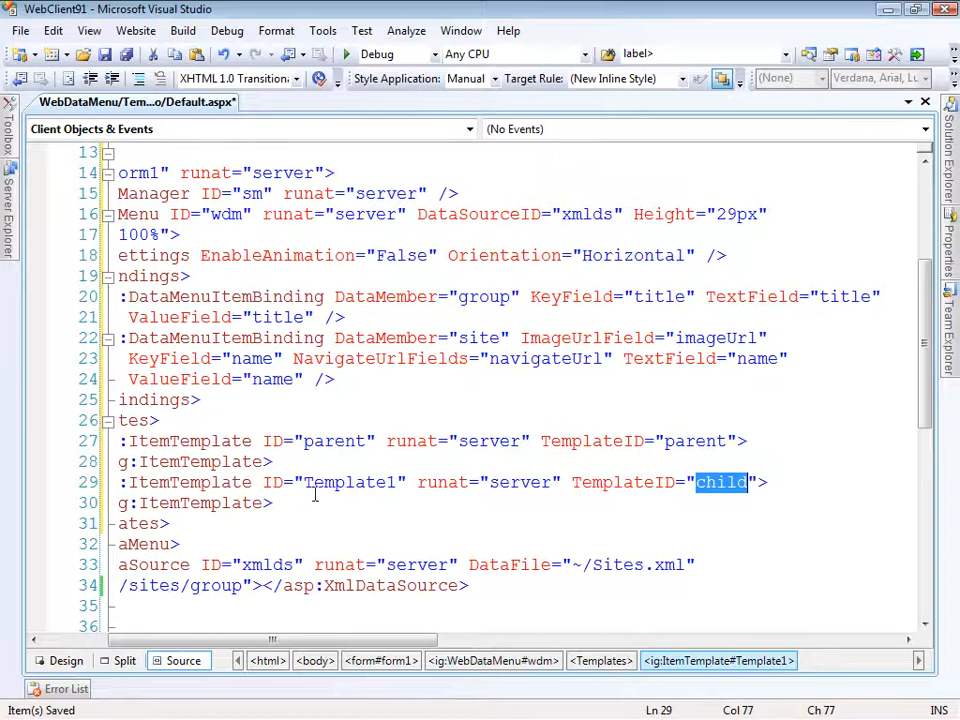 WebClient91 - Microsoft Visual Studio
File Edit View Website Build Debug Format Tools Test Analyze Window Help
Debug Any CPU label>
XHTML 1.0 Transition Style Application: Manual Target Rule: (New Inline Style) (None) Verdana, Arial, Lu
WebDataMenu/Tem...o/Default.aspx*
Client Objects & Events (No Events)
Toolbox
Server Explorer
Solution Explorer
Properties
Team Explorer
13
14 orm1" runat="server">
15 Manager ID="sm" runat="server" />
16 Menu ID="wdm" runat="server" DataSourceID="xmlds" Height="29px"
17 100%">
18 ettings EnableAnimation="False" Orientation="Horizontal" />
19 ndings>
20 :DataMenuItemBinding DataMember="group" KeyField="title" TextField="title"
21 ValueField="title" />
22 :DataMenuItemBinding DataMember="site" ImageUrlField="imageUrl"
23 KeyField="name" NavigateUrlFields="navigateUrl" TextField="name"
24 ValueField="name" />
25 indings>
26 tes>
27 :ItemTemplate ID="parent" runat="server" TemplateID="parent">
28 g:ItemTemplate>
29 :ItemTemplate ID="Template1" runat="server" TemplateID="child">
30 g:ItemTemplate>
31 ates>
32 aMenu>
33 aSource ID="xmlds" runat="server" DataFile="~/Sites.xml"
34 /sites/group"></asp:XmlDataSource>
35
36
Design Split Source <html> <body> <form#form1> <ig:WebDataMenu#wdm> <Templates> <ig:ItemTemplate#Template1>
Error List
Item(s) Saved Ln 29 Col 77 Ch 77 INS